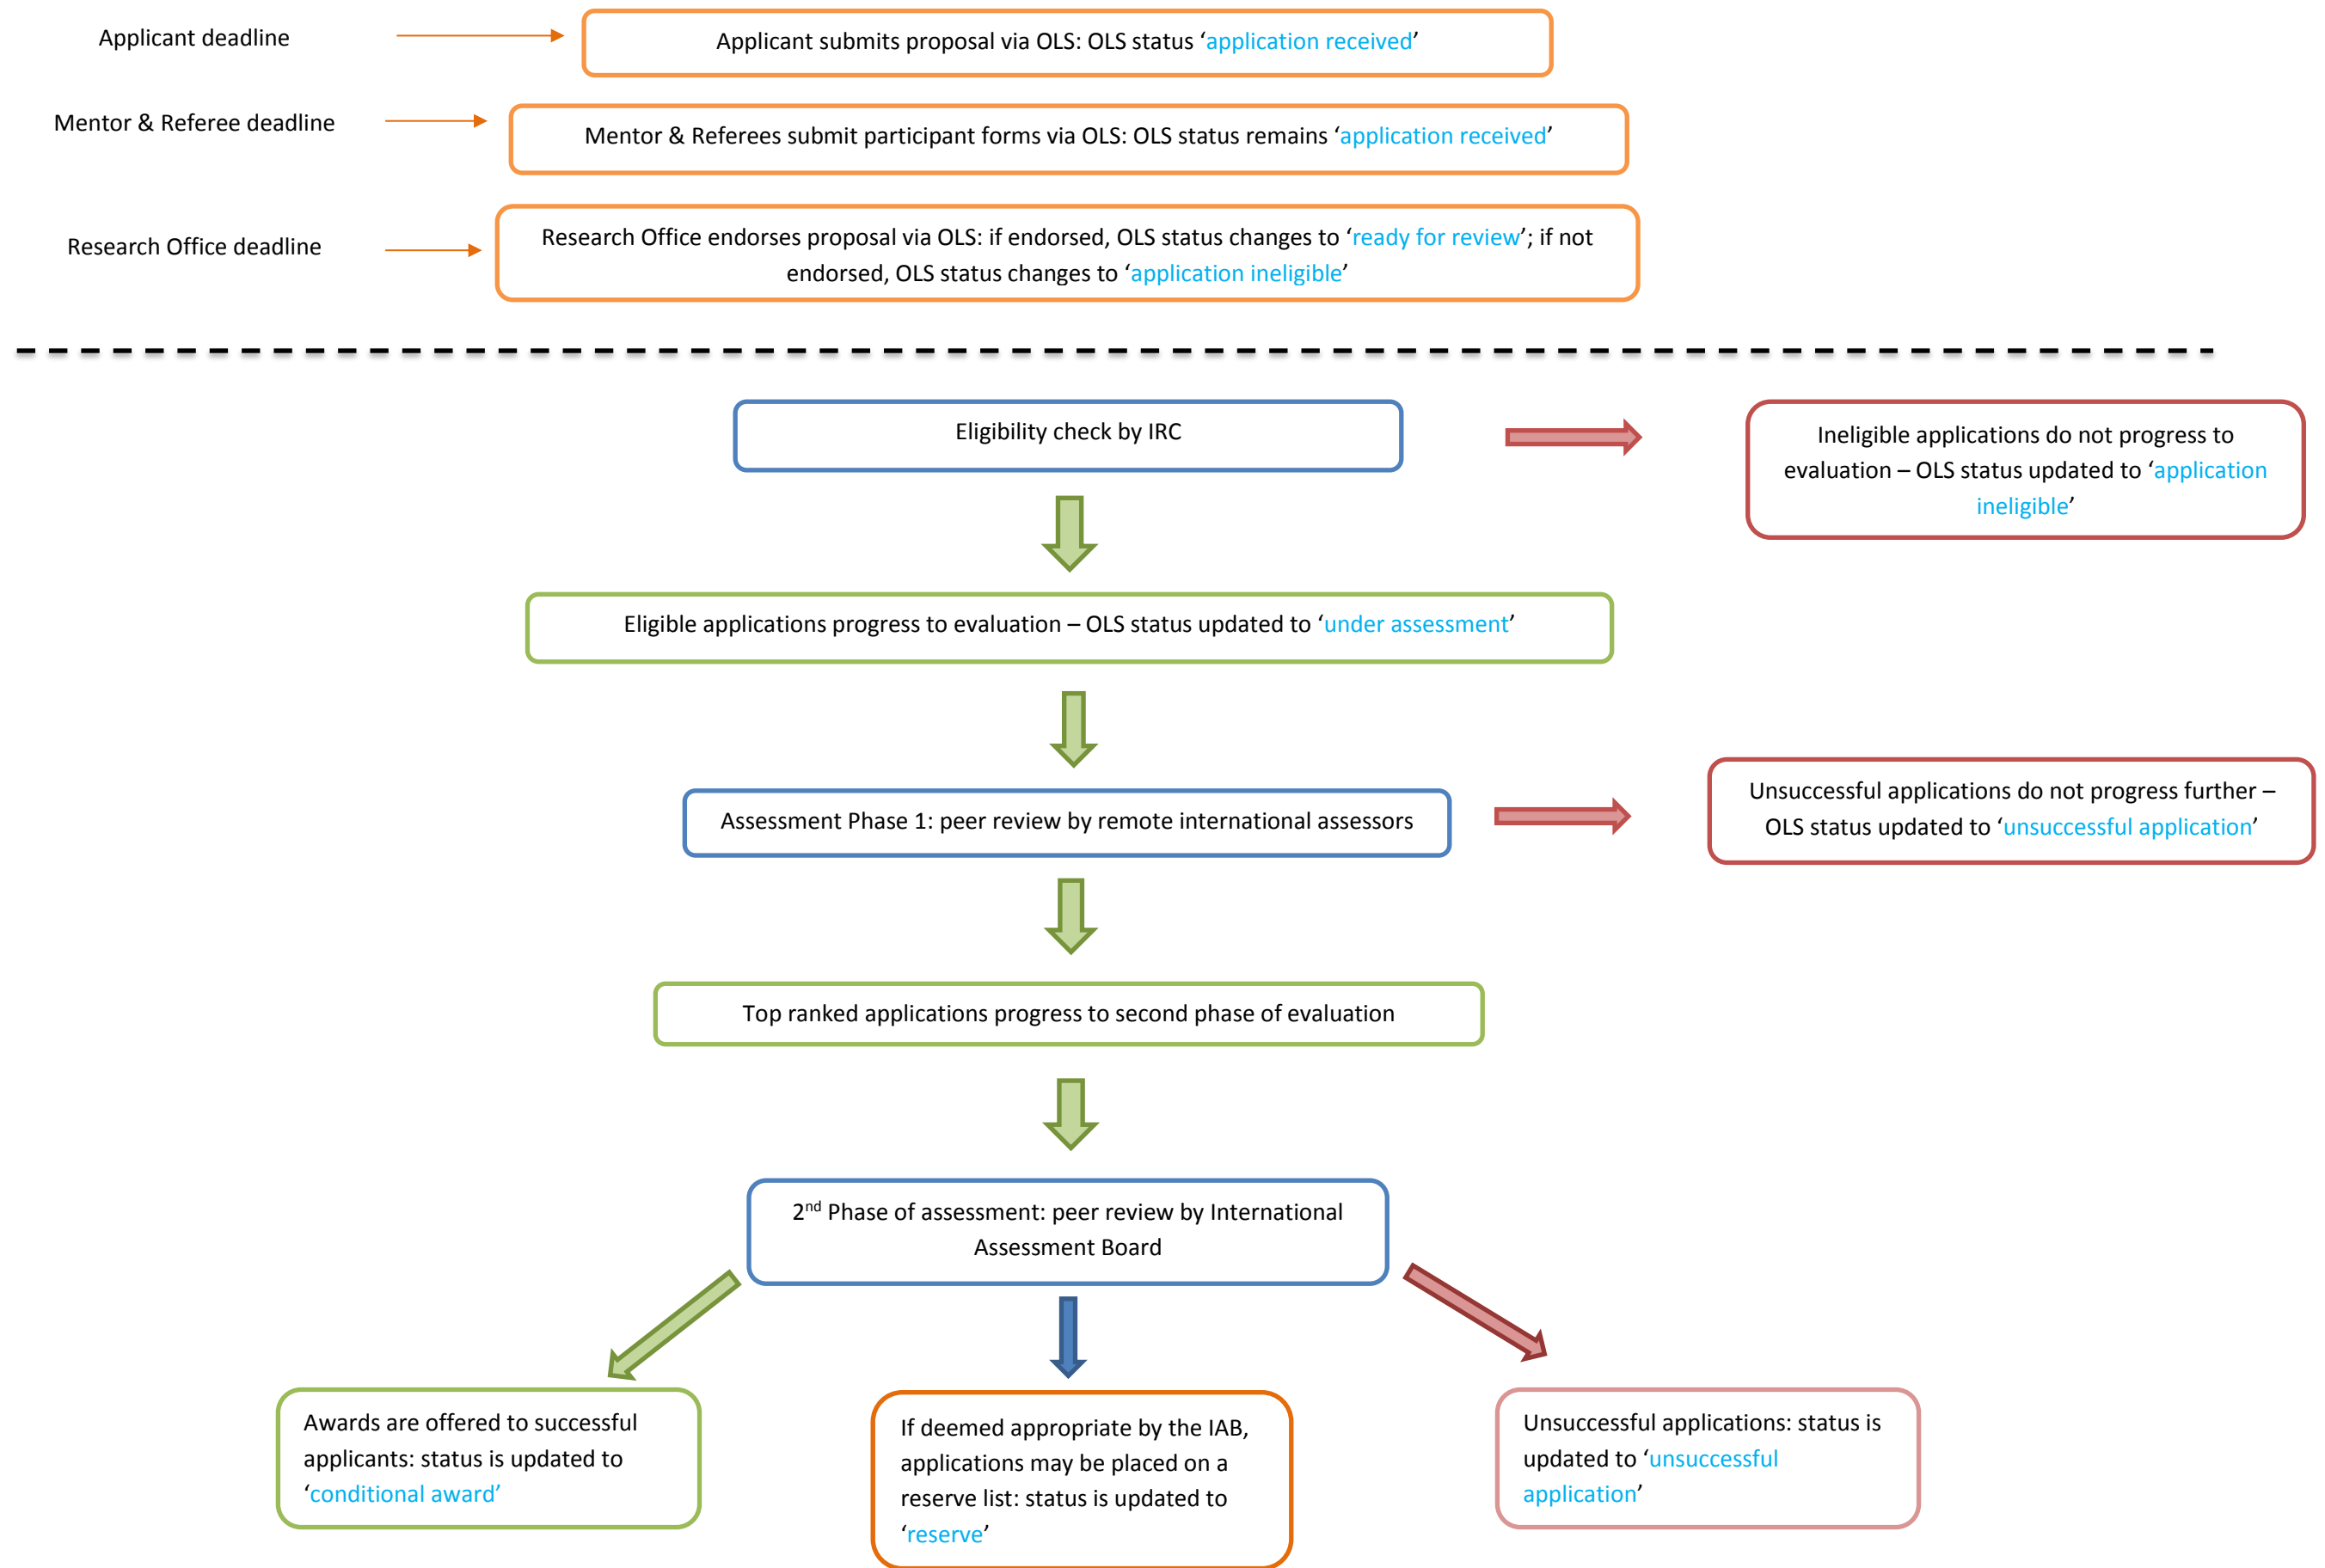 Applicant deadline
Applicant submits proposal via OLS: OLS status ‘application received’
Mentor & Referee deadline
Mentor & Referees submit participant forms via OLS: OLS status remains ‘application received’
Research Office deadline
Research Office endorses proposal via OLS: if endorsed, OLS status changes to ‘ready for review’; if not
endorsed, OLS status changes to ‘application ineligible’
Eligibility check by IRC
Ineligible applications do not progress to
evaluation – OLS status updated to ‘application
ineligible’
Eligible applications progress to evaluation – OLS status updated to ‘under assessment’
Assessment Phase 1: peer review by remote international assessors
Unsuccessful applications do not progress further –
OLS status updated to ‘unsuccessful application’
Top ranked applications progress to second phase of evaluation
2nd Phase of assessment: peer review by International
Assessment Board
Awards are offered to successful
applicants: status is updated to
‘conditional award’
If deemed appropriate by the IAB,
applications may be placed on a
reserve list: status is updated to
‘reserve’
Unsuccessful applications: status is
updated to ‘unsuccessful
application’